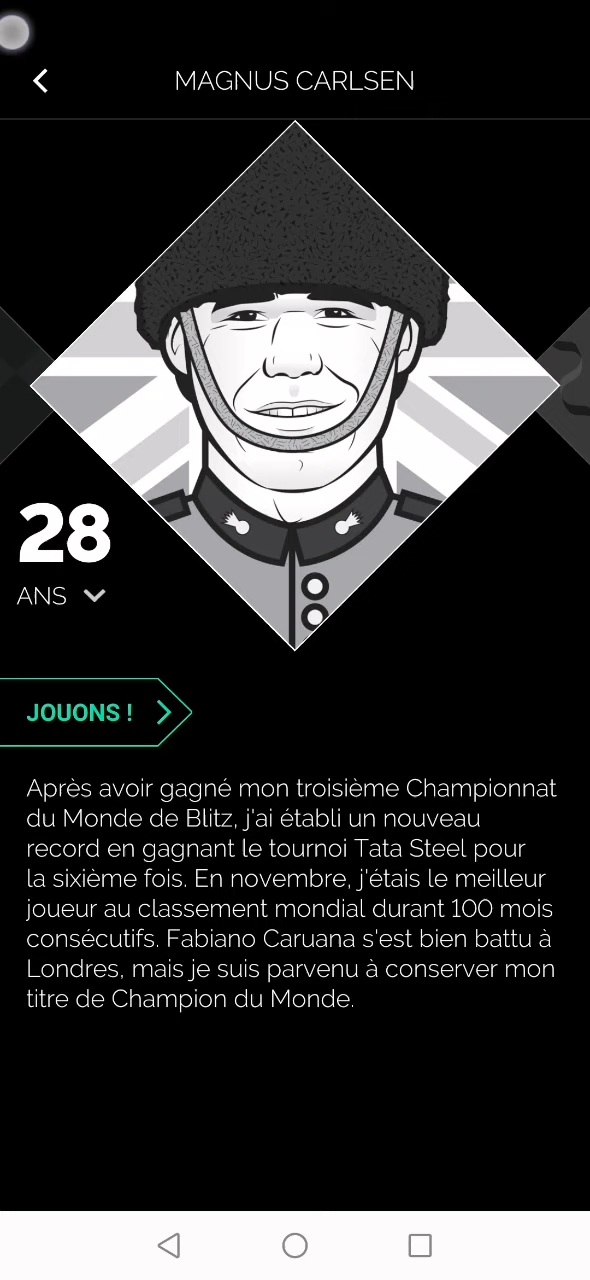 MAGNUS CARLSEN
28
ANS
JOUONS !
Après avoir gagné mon troisième Championnat
du Monde de Blitz, j'ai établi un nouveau
record en gagnant le tournoi Tata Steel pour
la sixième fois. En novembre, j'étais le meilleur
joueur au classement mondial durant 100 mois
consécutifs. Fabiano Caruana s'est bien battu à
Londres, mais je suis parvenu à conserver mon
titre de Champion du Monde.